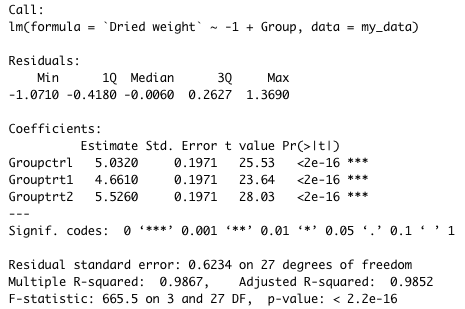 Call:
lm(formula = `Dried weight` ~ -1 + Group, data = my_data)
Residuals:
Min 1Q Median 3Q Max
-1.0710 -0.4180 -0.0060 0.2627 1.3690
Coefficients:
Estimate Std. Error t value Pr(>|t|)
Groupctrl 5.0320 0.1971 25.53 <2e-16 ***
Grouptrt1 4.6610 0.1971 23.64 <2e-16 ***
Grouptrt2 5.5260 0.1971 28.03 <2e-16 ***
---
Signif. codes: 0 ‘***’ 0.001 ‘**’ 0.01 ‘*’ 0.05 ‘.’ 0.1 ‘ ’ 1
Residual standard error: 0.6234 on 27 degrees of freedom
Multiple R-squared: 0.9867, Adjusted R-squared: 0.9852
F-statistic: 665.5 on 3 and 27 DF, p-value: < 2.2e-16